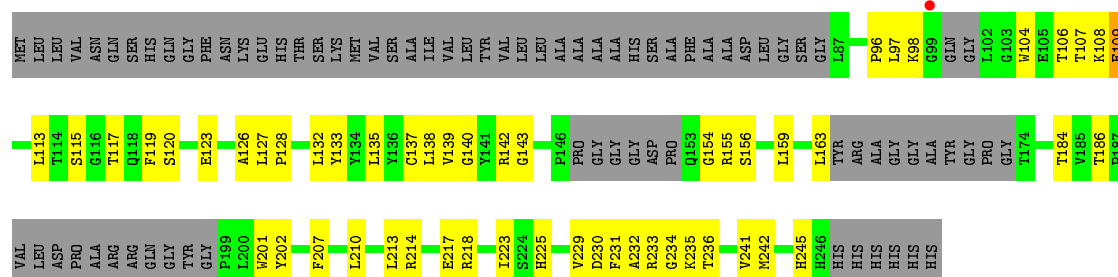 MET LEU LEU VAL ASN GLN SER HIS GLN GLY PHE ASN LYS GLU HIS THR SER LYS MET VAL SER ALA ILE VAL LEU TYR VAL LEU LEU ALA ALA ALA ALA HIS SER ALA PHE ALA ALA ASP LEU GLY SER GLY L87 P96 L97 K98 G99 GLN GLY L102 G103 W104 E105 T106 T107 K108
L113 T114 S115 G116 T117 Q118 F119 S120 E123 A126 L127 P128 L132 Y133 Y134 L135 Y136 C137 L138 V139 G140 Y141 R142 G143 P146 PRO GLY GLY GLY ASP PRO Q153 G154 R155 S156 L159 L163 TYR ARG ALA GLY GLY ALA TYR GLY PRO GLY T174 T184 V185 T186
VAL LEU ASP PRO ALA ARG ARG GLN GLY TYR GLY P199 L200 W201 Y202 F207 L210 L213 R214 E217 R218 I223 S224 H225 V229 D230 F231 A232 R233 G234 K235 T236 V241 M242 H245 H246 HIS HIS HIS HIS HIS HIS